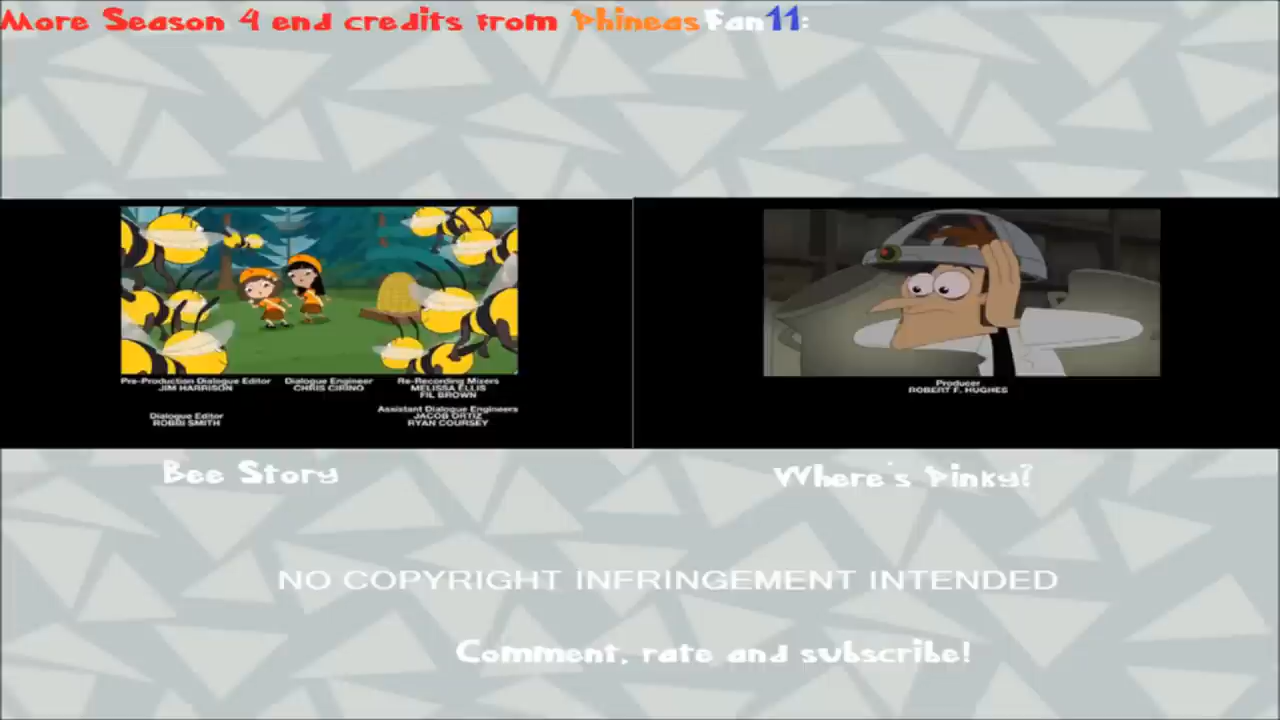 More Season 4 end credits from PhineasFan11:
Pre-Production Dialogue Editor
JIM HARRISON
Dialogue Engineer
CHRIS CIRINO
Re-Recording Mixers
MELISSA ELLIS
FIL BROWN
Dialogue Editor
ROBBI SMITH
Assistant Dialogue Engineers
JACOB ORTIZ
RYAN COURSEY
Producer
ROBERT F. HUGHES
Bee Story
Where's Pinky?
NO COPYRIGHT INFRINGEMENT INTENDED
Comment, rate and subscribe!